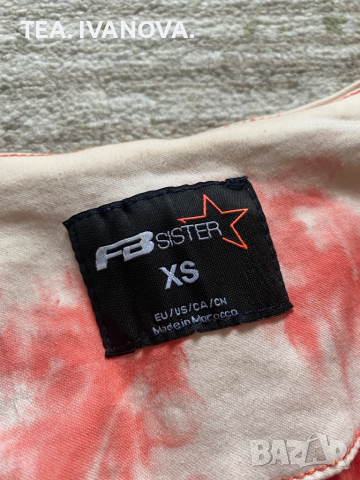 TEA. IVANOVA.
FB SISTER
XS
EU/US/CA/CN
Made in Morocco
BAZAR